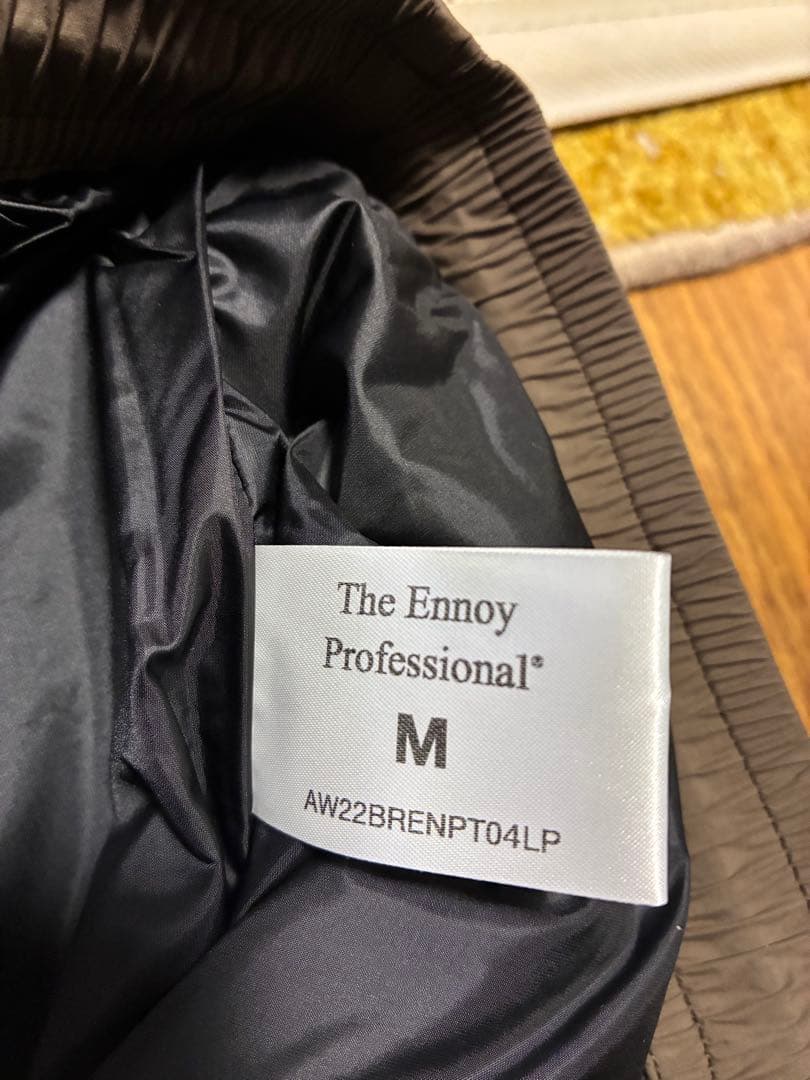 The Ennoy
Professional®
M
AW22BRENPT04LP